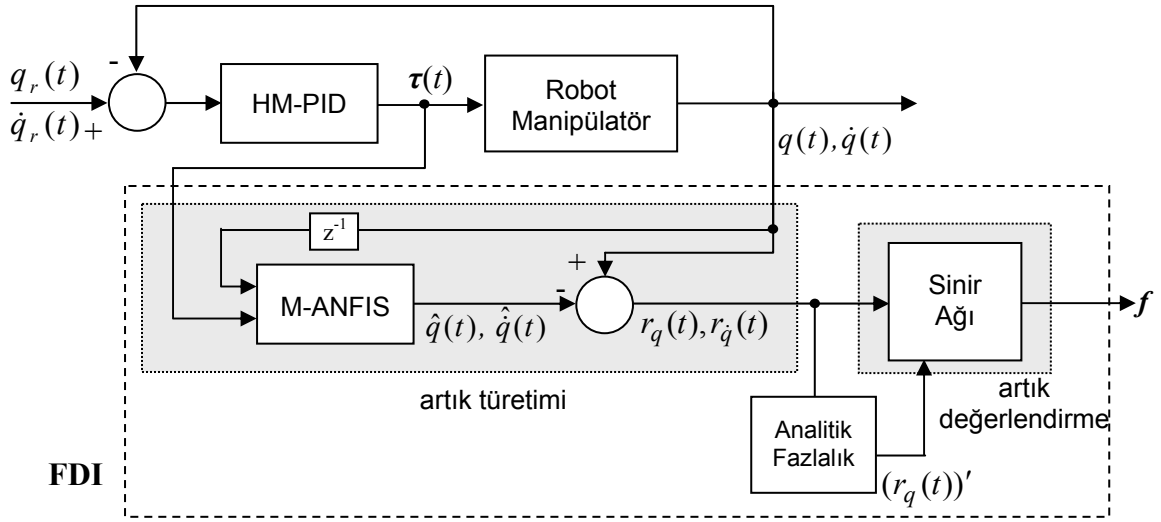 -
q_r(t)
q̇_r(t) +
HM-PID
τ(t)
Robot
Manipülatör
q(t), q̇(t)
z⁻¹
M-ANFIS
q̂(t), q̇̂(t)
+
-
r_q(t), r_q̇(t)
Sinir
Ağı
f
artık türetimi
artık
değerlendirme
Analitik
Fazlalık
(r_q(t))′
FDI